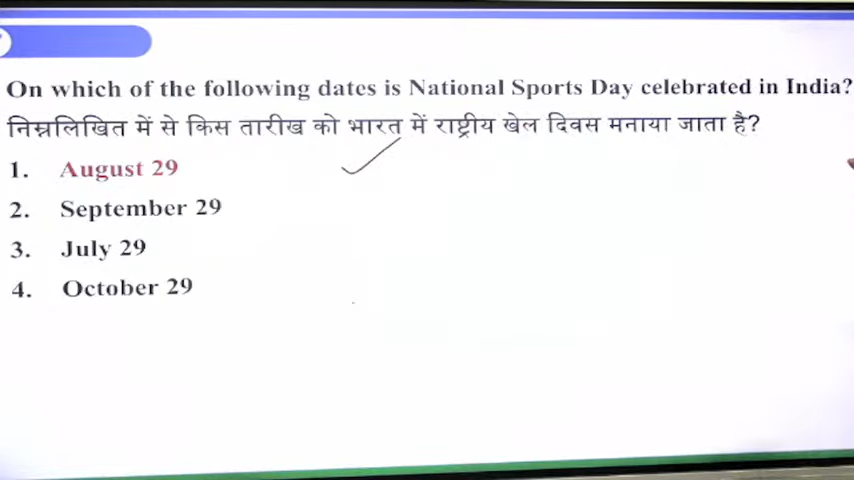 On which of the following dates is National Sports Day celebrated in India?
निम्नलिखित में से किस तारीख को भारत में राष्ट्रीय खेल दिवस मनाया जाता है?
1. August 29
2. September 29
3. July 29
4. October 29